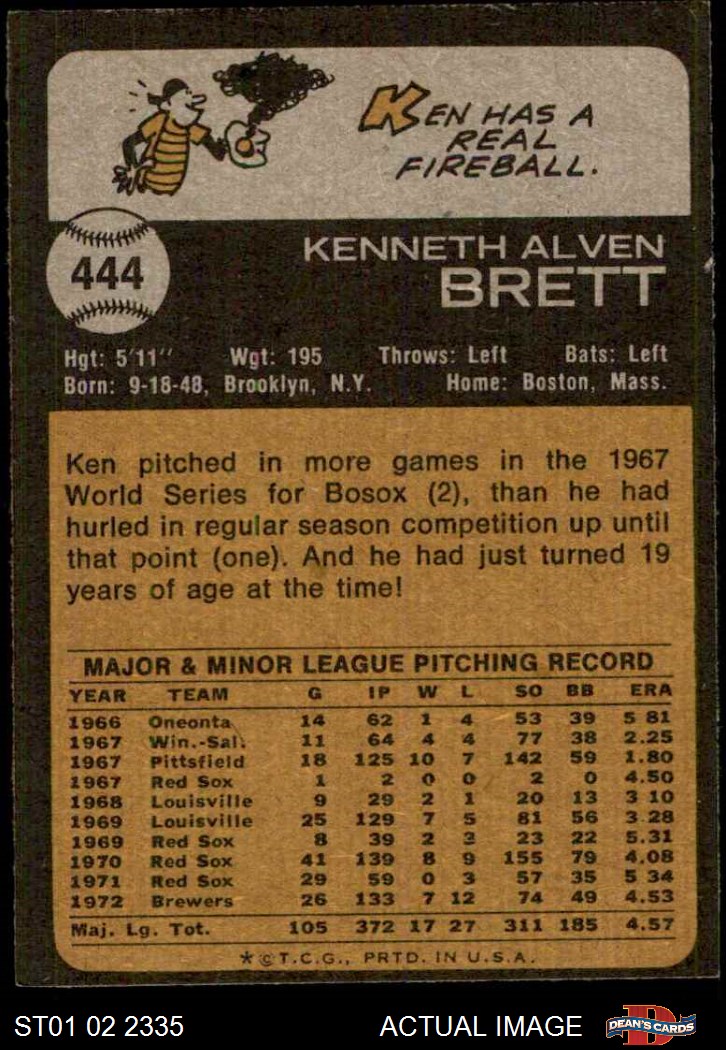 KEN HAS A
REAL
FIREBALL.
444
KENNETH ALVEN
BRETT
Hgt: 5'11" Wgt: 195 Throws: Left Bats: Left
Born: 9-18-48, Brooklyn, N.Y. Home: Boston, Mass.
Ken pitched in more games in the 1967
World Series for Bosox (2), than he had
hurled in regular season competition up until
that point (one). And he had just turned 19
years of age at the time!
MAJOR & MINOR LEAGUE PITCHING RECORD
YEAR TEAM G IP W L SO BB ERA
1966 Oneonta 14 62 1 4 53 39 5 81
1967 Win.-Sal. 11 64 4 4 77 38 2.25
1967 Pittsfield 18 125 10 7 142 59 1.80
1967 Red Sox 1 2 0 0 2 0 4.50
1968 Louisville 9 29 2 1 20 13 3 10
1969 Louisville 25 129 7 5 81 56 3 28
1969 Red Sox 8 39 2 3 23 22 5.31
1970 Red Sox 41 139 8 9 155 79 4.08
1971 Red Sox 29 59 0 3 57 35 5 34
1972 Brewers 26 133 7 12 74 49 4.53
Maj. Lg. Tot. 105 372 17 27 311 185 4.57
*©T.C.G., PRTD. IN U.S.A.
ST01 02 2335 ACTUAL IMAGE DEAN'S CARDS